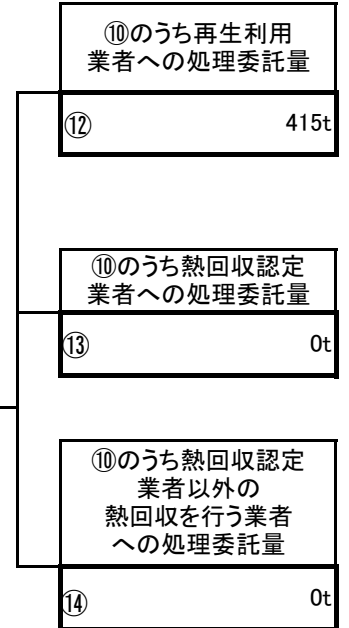 ⑩のうち再生利用
業者への処理委託量
⑫ 415t
⑩のうち熱回収認定
業者への処理委託量
⑬ 0t
⑩のうち熱回収認定
業者以外の
熱回収を行う業者
への処理委託量
⑭ 0t